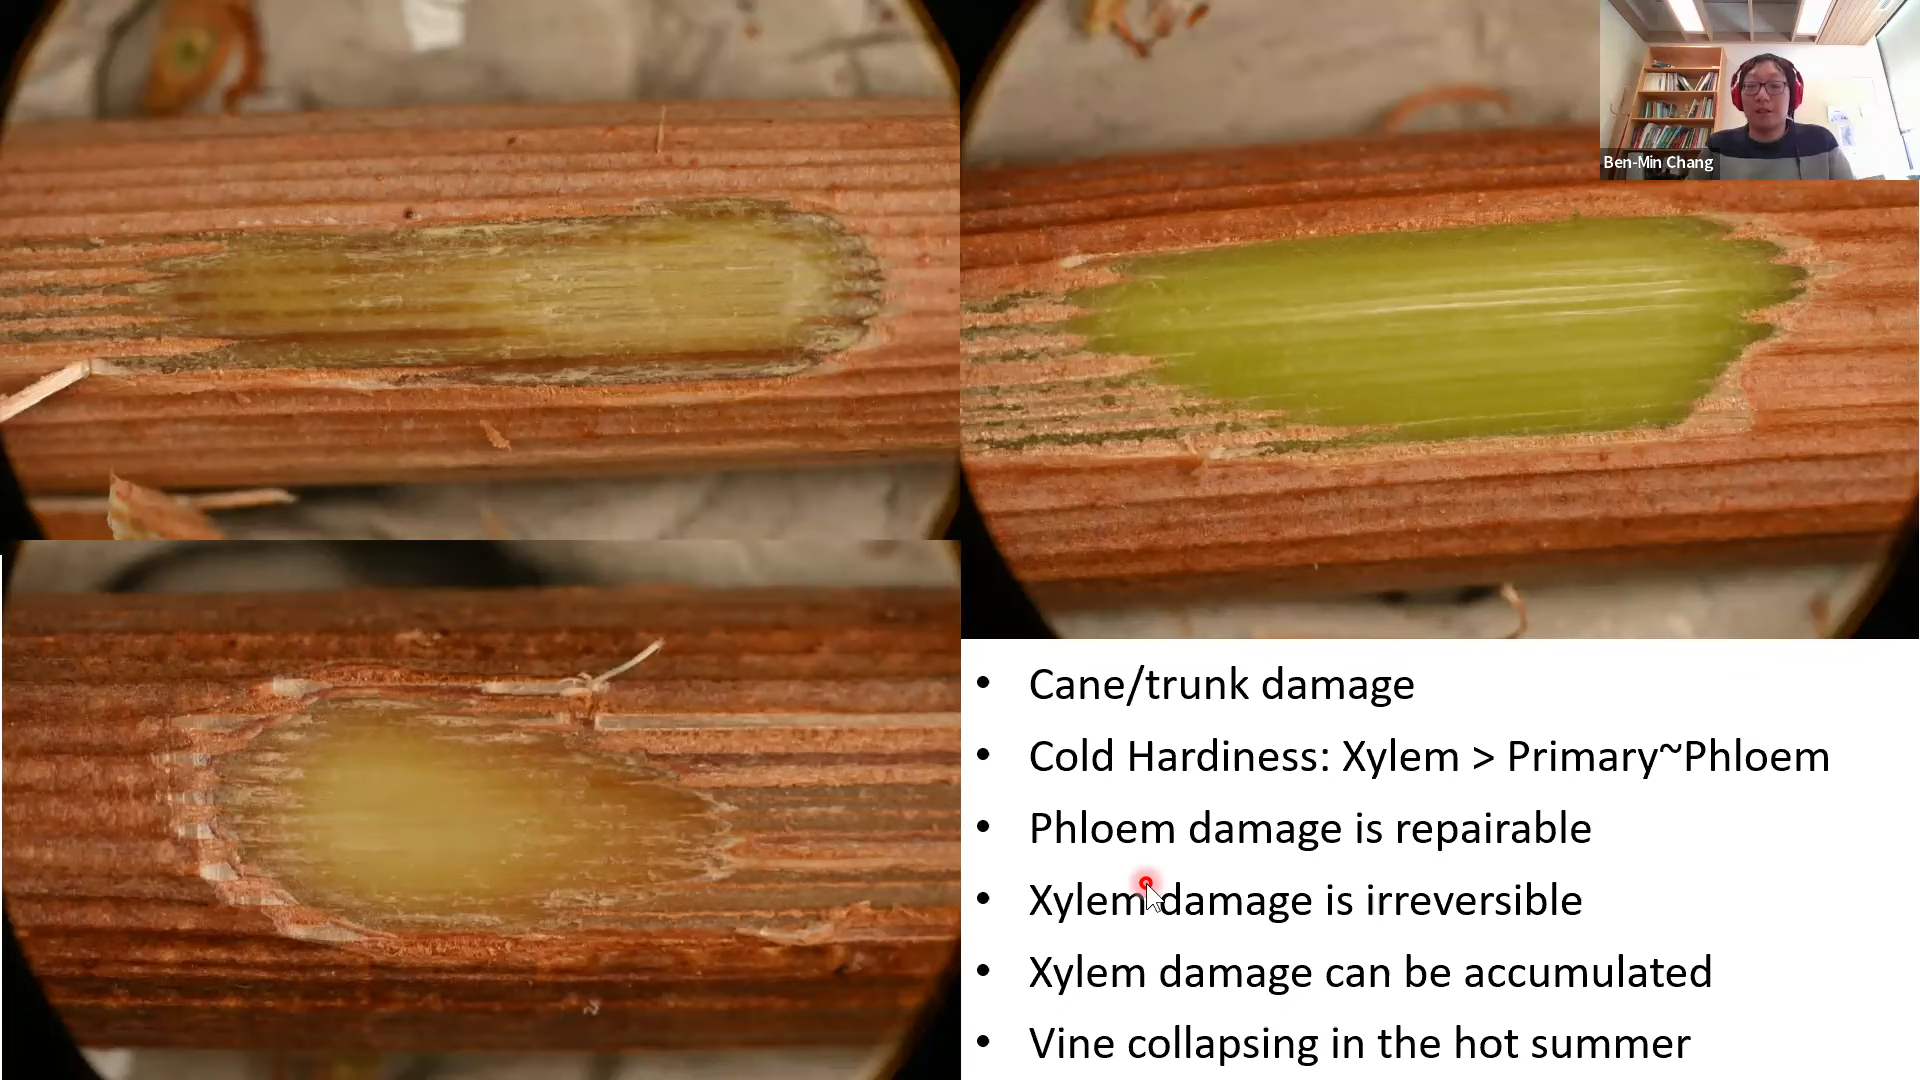 Ben-Min Chang
• Cane/trunk damage
• Cold Hardiness: Xylem > Primary~Phloem
• Phloem damage is repairable
• Xylem damage is irreversible
• Xylem damage can be accumulated
• Vine collapsing in the hot summer